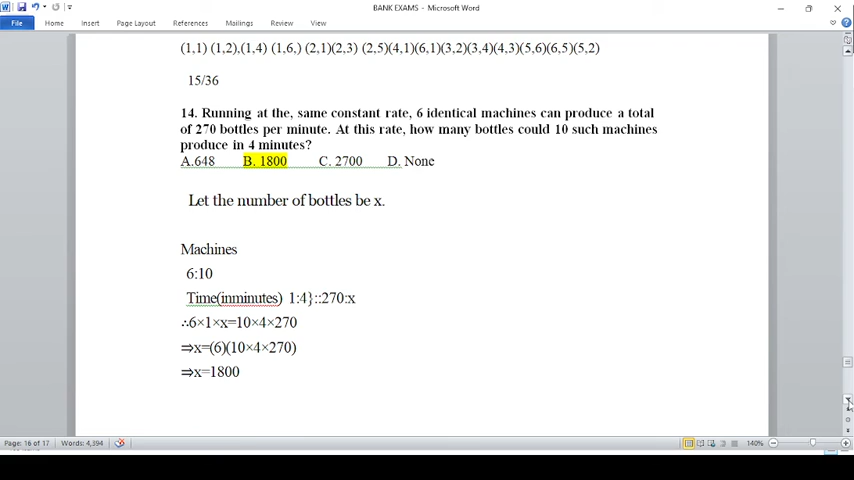 BANK EXAMS - Microsoft Word
File Home Insert Page Layout References Mailings Review View
(1,1) (1,2),(1,4) (1,6,) (2,1)(2,3) (2,5)(4,1)(6,1)(3,2)(3,4)(4,3)(5,6)(6,5)(5,2)
15/36
14. Running at the, same constant rate, 6 identical machines can produce a total
of 270 bottles per minute. At this rate, how many bottles could 10 such machines
produce in 4 minutes?
A.648 B. 1800 C. 2700 D. None
Let the number of bottles be x.
Machines
6:10
Time(inminutes) 1:4}::270:x
∴6×1×x=10×4×270
⇒x=(6)(10×4×270)
⇒x=1800
Page: 16 of 17 Words: 4,394 140%